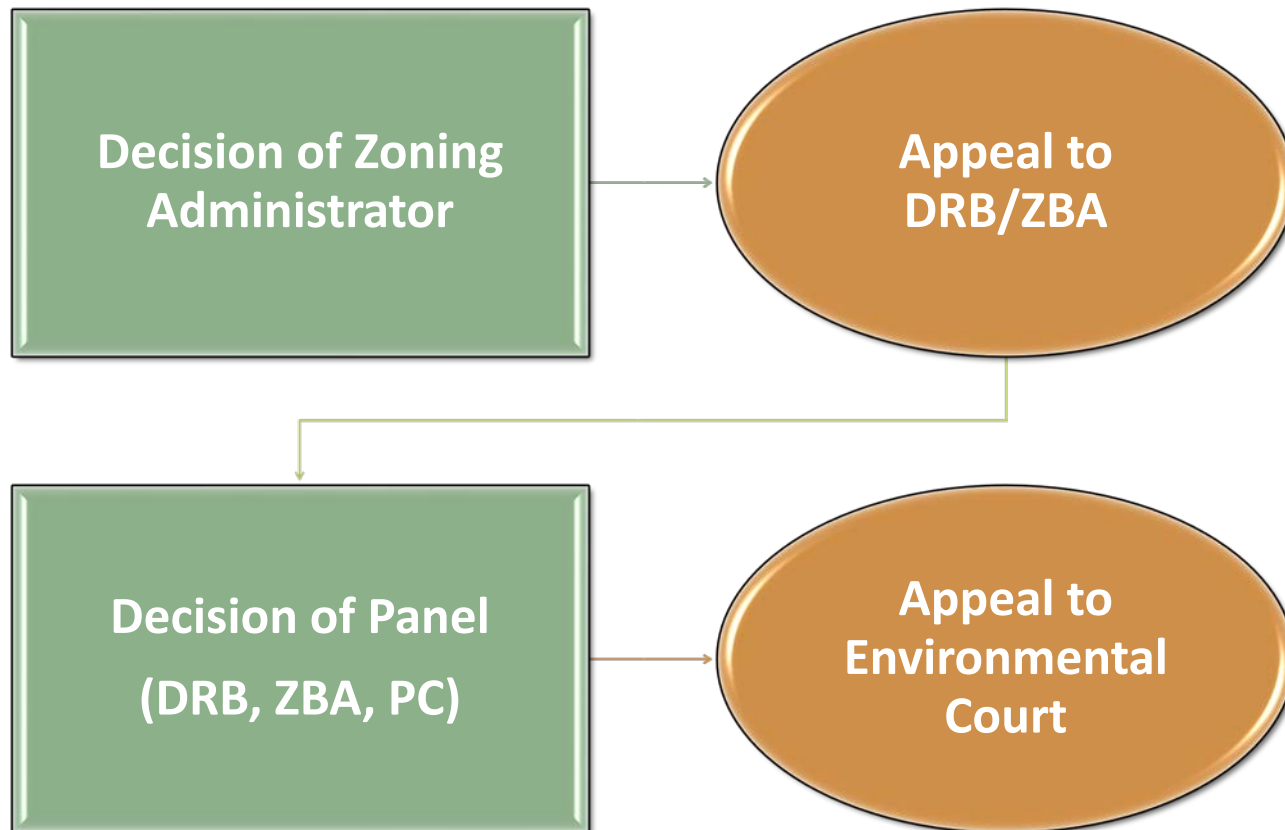 Decision of Zoning
Administrator
Appeal to
DRB/ZBA
Decision of Panel
(DRB, ZBA, PC)
Appeal to
Environmental
Court